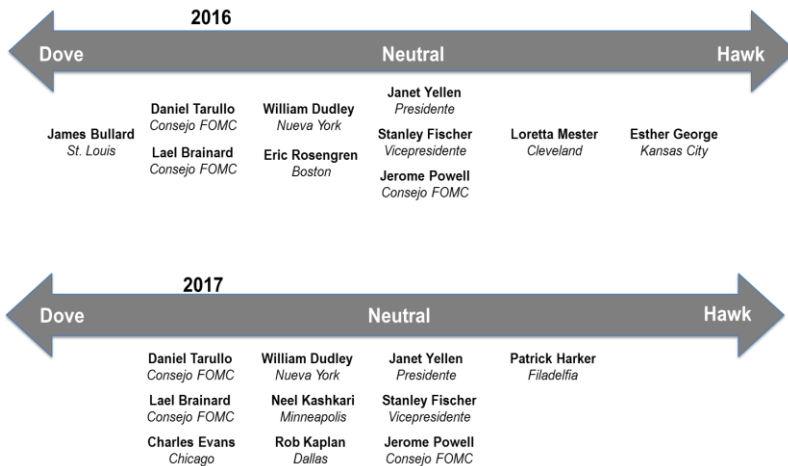 2016
Dove Neutral Hawk
Janet Yellen
Presidente
Daniel Tarullo William Dudley
Consejo FOMC Nueva York
James Bullard Stanley Fischer Loretta Mester Esther George
St. Louis Vicepresidente Cleveland Kansas City
Lael Brainard Eric Rosengren
Consejo FOMC Boston
Jerome Powell
Consejo FOMC
2017
Dove Neutral Hawk
Daniel Tarullo William Dudley Janet Yellen Patrick Harker
Consejo FOMC Nueva York Presidente Filadelfia
Lael Brainard Neel Kashkari Stanley Fischer
Consejo FOMC Minneapolis Vicepresidente
Charles Evans Rob Kaplan Jerome Powell
Chicago Dallas Consejo FOMC